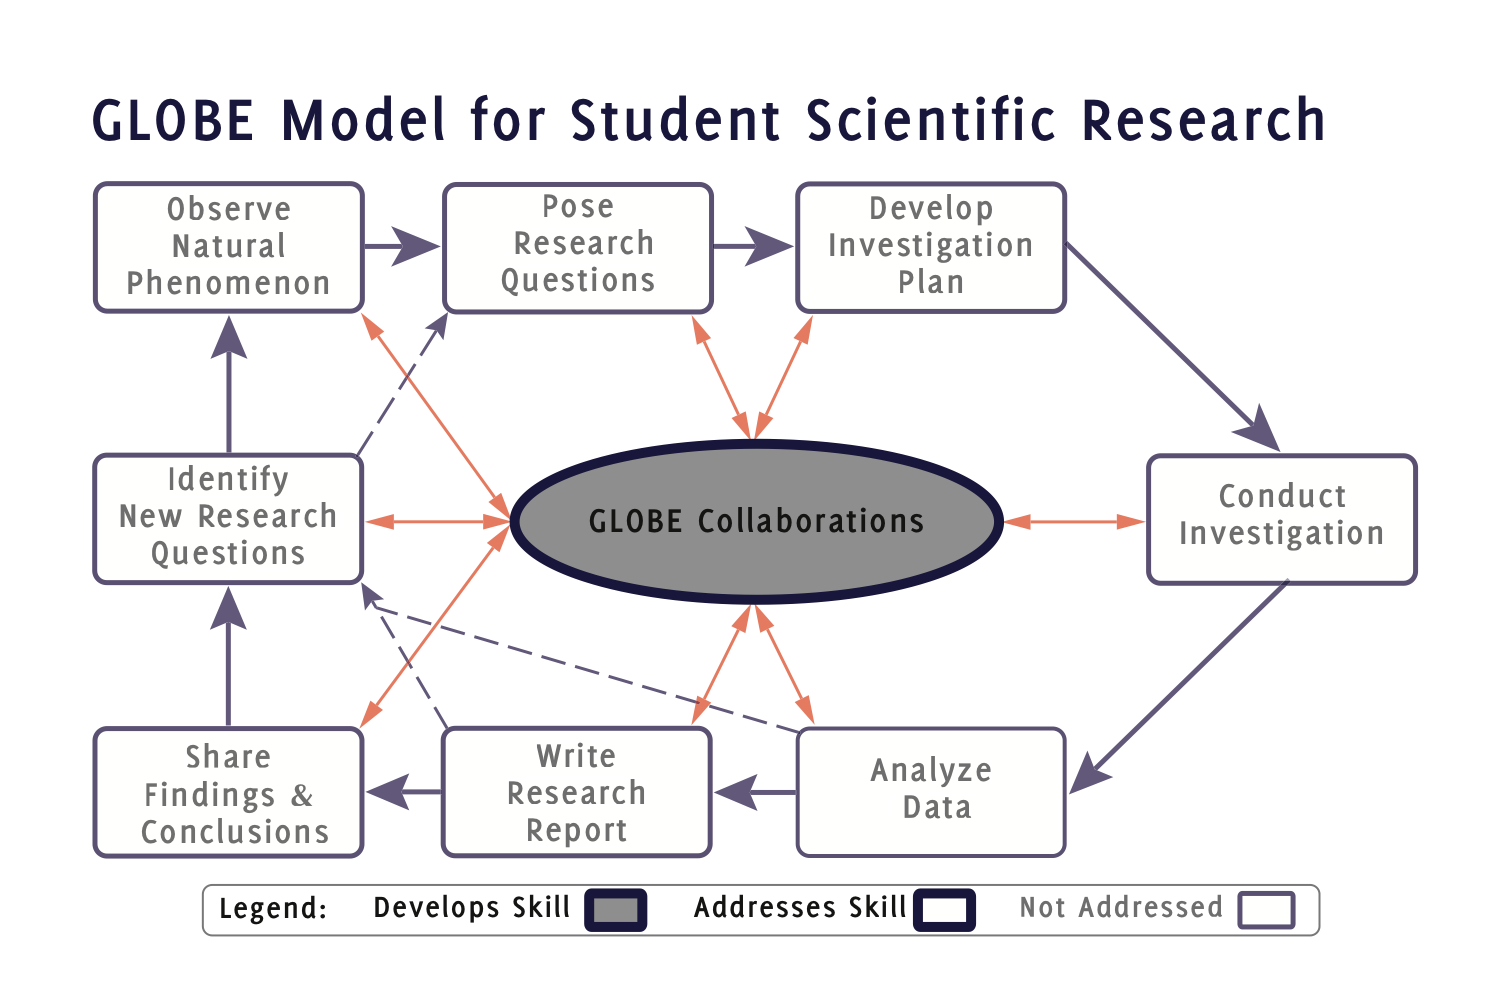 GLOBE Model for Student Scientific Research
Observe
Natural
Phenomenon
Pose
Research
Questions
Develop
Investigation
Plan
Identify
New Research
Questions
GLOBE Collaborations
Conduct
Investigation
Share
Findings &
Conclusions
Write
Research
Report
Analyze
Data
Legend: Develops Skill Addresses Skill Not Addressed